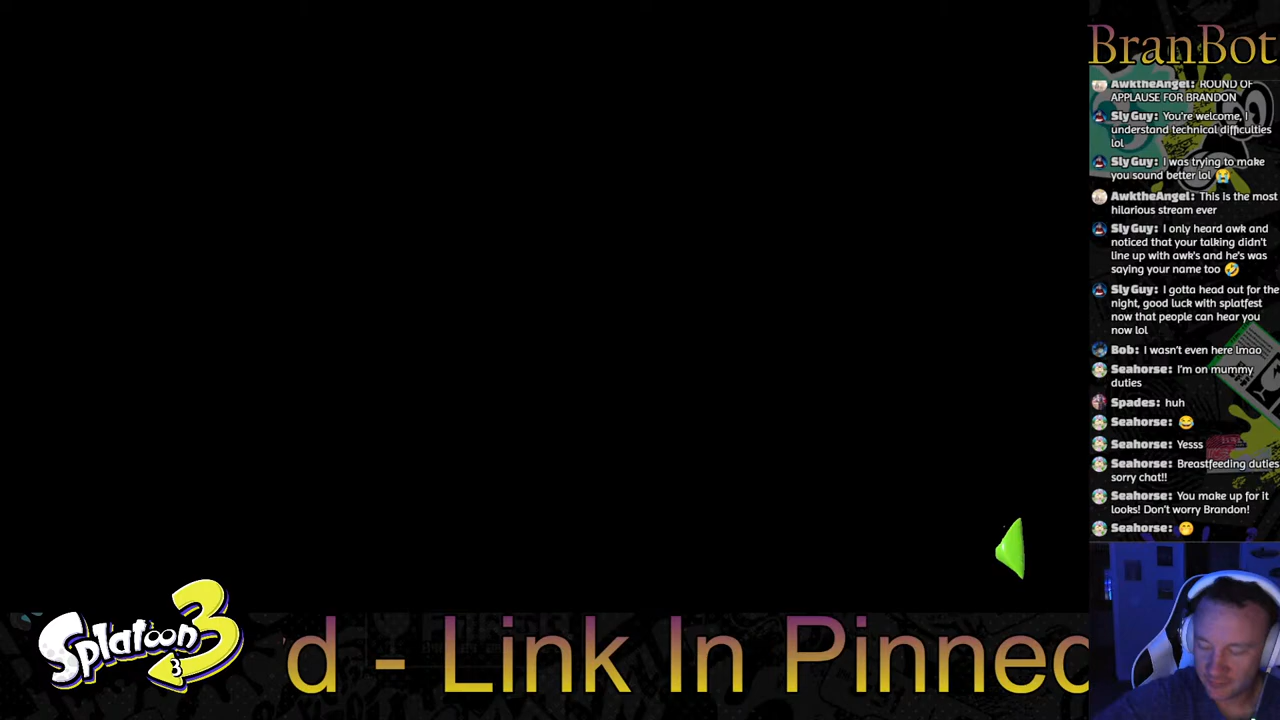 BranBot
AwktheAngel: ROUND OF
APPLAUSE FOR BRANDON
Sly Guy: You're welcome, I
understand technical difficulties
lol
Sly Guy: I was trying to make
you sound better lol 😭
AwktheAngel: This is the most
hilarious stream ever
Sly Guy: I only heard awk and
noticed that your talking didn't
line up with awk's and he's was
saying your name too 🤣
Sly Guy: I gotta head out for the
night, good luck with splatfest
now that people can hear you
now lol
Bob: I wasn't even here lmao
Seahorse: I'm on mummy
duties
Spades: huh
Seahorse: 😂
Seahorse: Yesss
Seahorse: Breastfeeding duties
sorry chat!!
Seahorse: You make up for it
looks! Don't worry Brandon!
Seahorse: 🤭
Splatoon 3
3
d - Link In Pinned